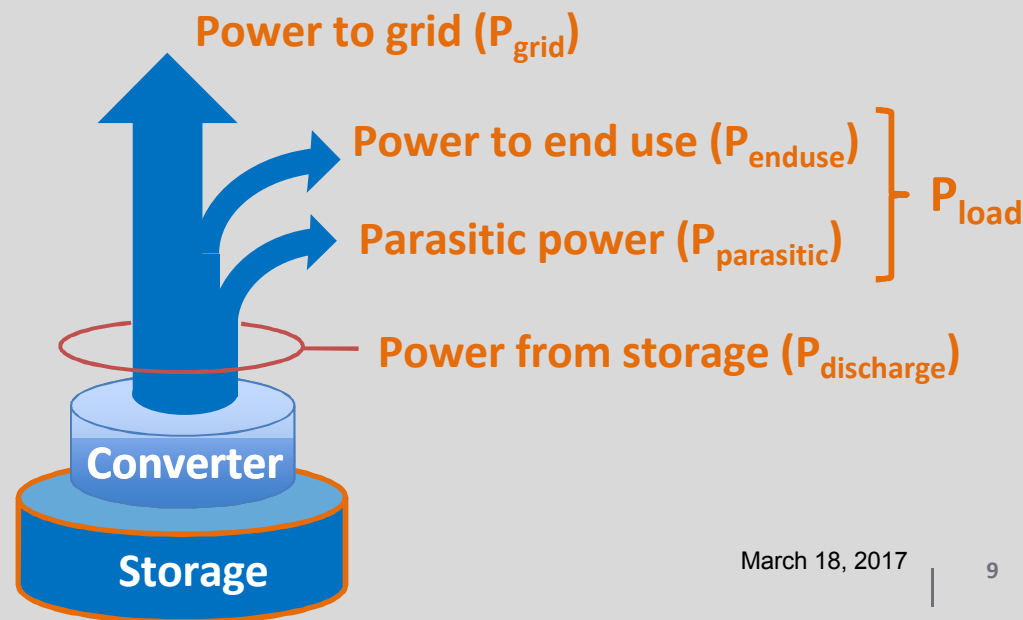 Power to grid (Pgrid)
Power to end use (Penduse)
Pload
Parasitic power (Pparasitic)
Power from storage (Pdischarge)
Converter
Storage
March 18, 2017
9